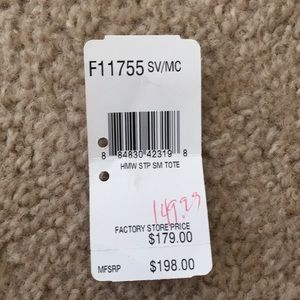 F11755 SV/MC
8 84830 42319 8
HMW STP SM TOTE
149.93
FACTORY STORE PRICE
$179.00
MFSRP $198.00